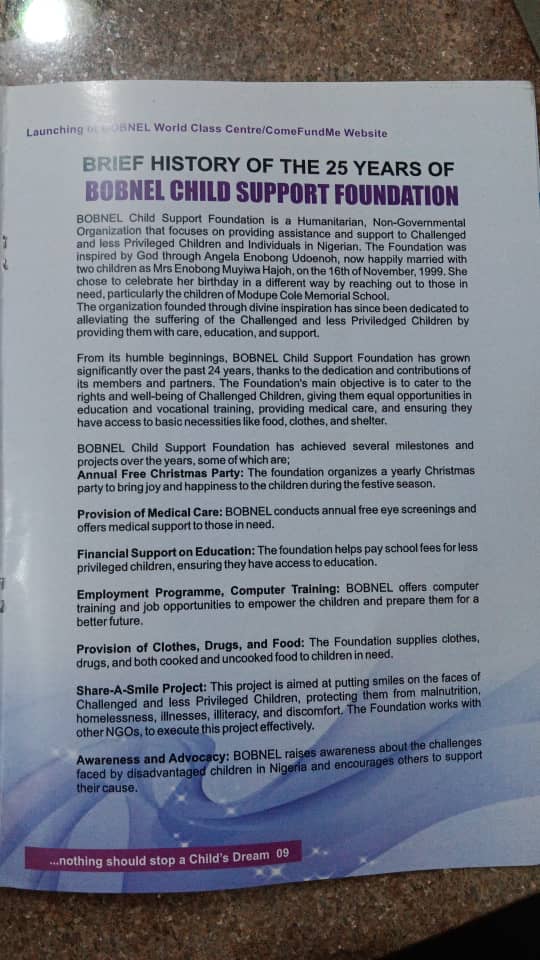 Launching of BOBNEL World Class Centre/ComeFundMe Website
BRIEF HISTORY OF THE 25 YEARS OF
BOBNEL CHILD SUPPORT FOUNDATION
BOBNEL Child Support Foundation is a Humanitarian, Non-Governmental
Organization that focuses on providing assistance and support to Challenged
and less Privileged Children and Individuals in Nigerian. The Foundation was
inspired by God through Angela Enobong Udoenoh, now happily married with
two children as Mrs Enobong Muyiwa Hajoh, on the 16th of November, 1999. She
chose to celebrate her birthday in a different way by reaching out to those in
need, particularly the children of Modupe Cole Memorial School.
The organization founded through divine inspiration has since been dedicated to
alleviating the suffering of the Challenged and less Priviledged Children by
providing them with care, education, and support.
From its humble beginnings, BOBNEL Child Support Foundation has grown
significantly over the past 24 years, thanks to the dedication and contributions of
its members and partners. The Foundation's main objective is to cater to the
rights and well-being of Challenged Children, giving them equal opportunities in
education and vocational training, providing medical care, and ensuring they
have access to basic necessities like food, clothes, and shelter.
BOBNEL Child Support Foundation has achieved several milestones and
projects over the years, some of which are;
Annual Free Christmas Party: The foundation organizes a yearly Christmas
party to bring joy and happiness to the children during the festive season.
Provision of Medical Care: BOBNEL conducts annual free eye screenings and
offers medical support to those in need.
Financial Support on Education: The foundation helps pay school fees for less
privileged children, ensuring they have access to education.
Employment Programme, Computer Training: BOBNEL offers computer
training and job opportunities to empower the children and prepare them for a
better future.
Provision of Clothes, Drugs, and Food: The Foundation supplies clothes,
drugs, and both cooked and uncooked food to children in need.
Share-A-Smile Project: This project is aimed at putting smiles on the faces of
Challenged and less Privileged Children, protecting them from malnutrition,
homelessness, illnesses, illiteracy, and discomfort. The Foundation works with
other NGOs, to execute this project effectively.
Awareness and Advocacy: BOBNEL raises awareness about the challenges
faced by disadvantaged children in Nigeria and encourages others to support
their cause.
...nothing should stop a Child's Dream 09